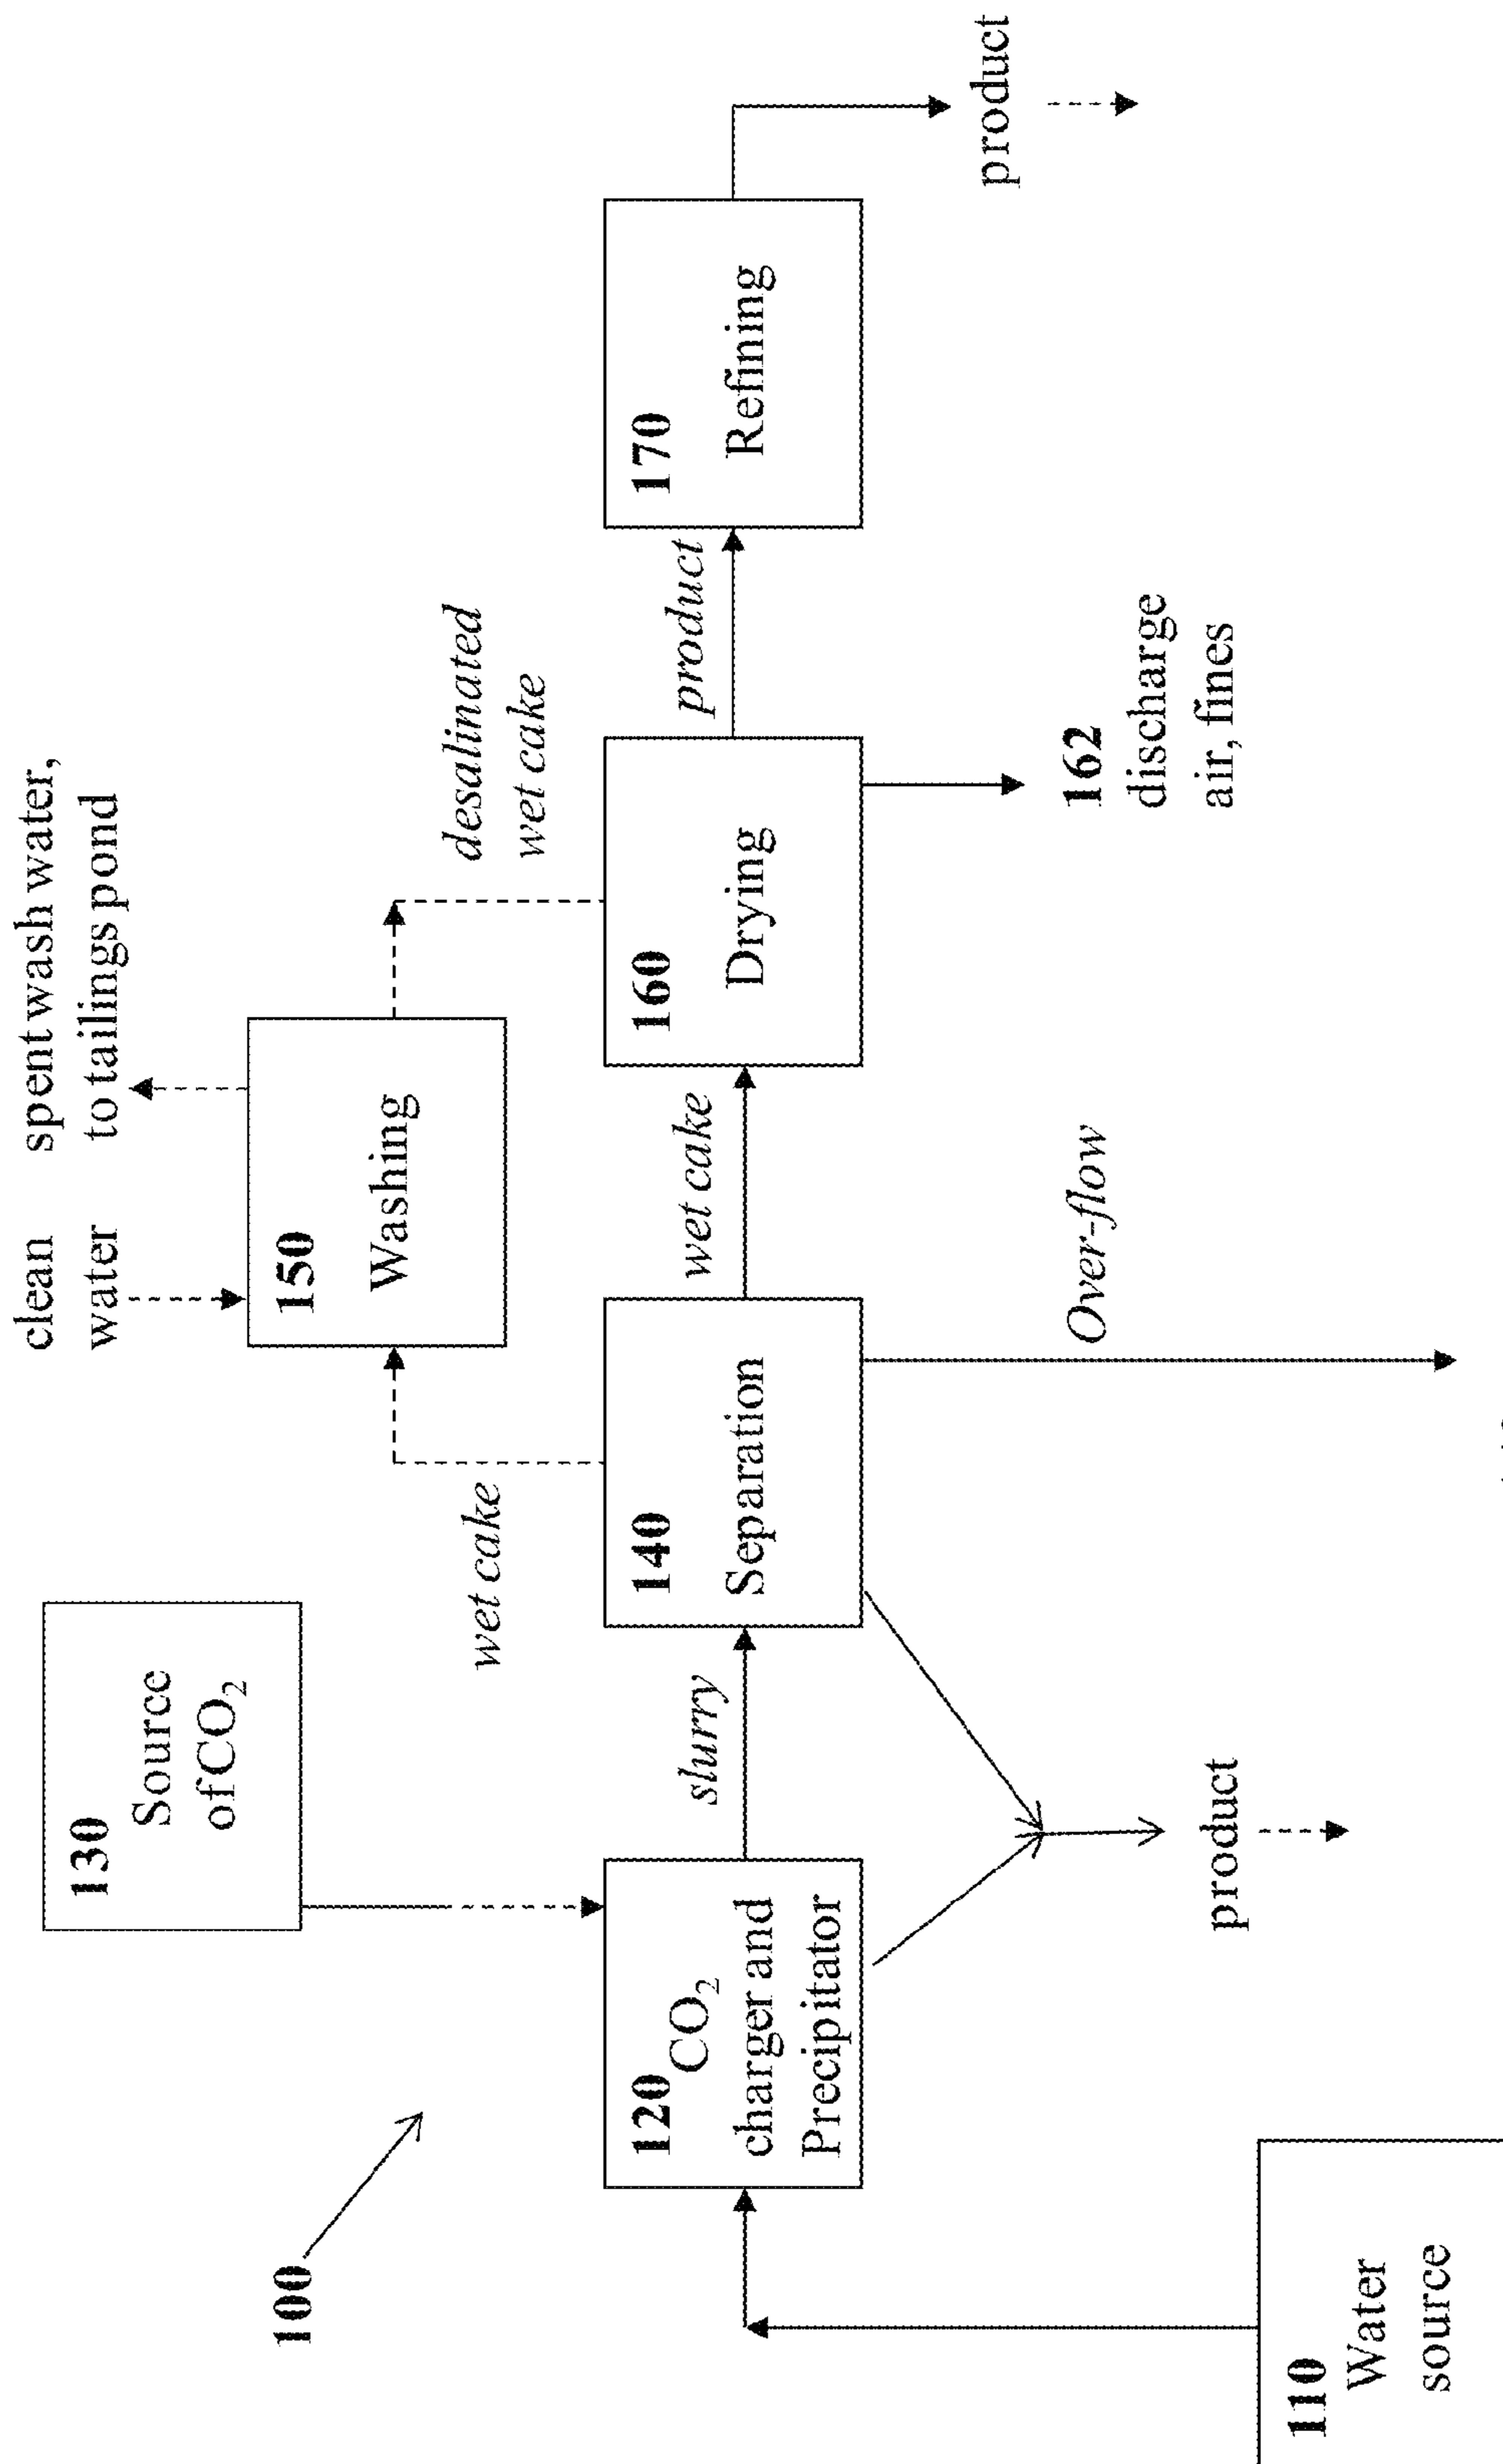 100
130
Source
of CO₂
clean
water
spent wash water,
to tailings pond
150
Washing
wet cake
desalinated
wet cake
120
CO₂
charger and
Precipitator
slurry
140
Separation
wet cake
160
Drying
product
170
Refining
product
162
discharge
air, fines
Over-flow
product
110
Water
source